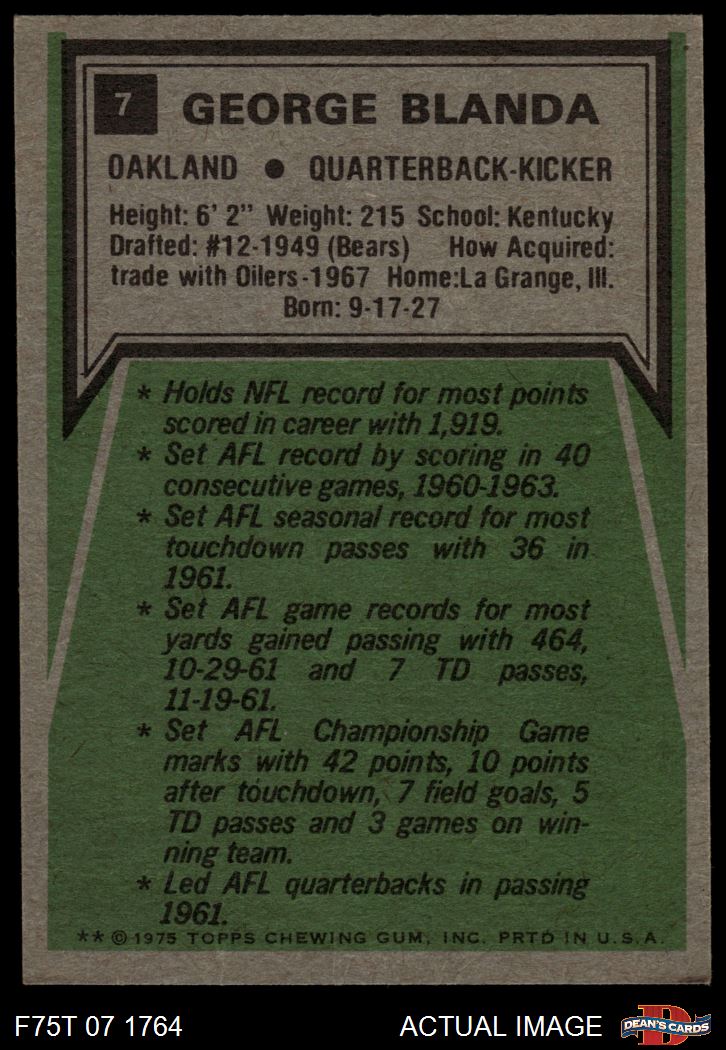 7 GEORGE BLANDA
OAKLAND ● QUARTERBACK-KICKER
Height: 6' 2" Weight: 215 School: Kentucky
Drafted: #12-1949 (Bears) How Acquired:
trade with Oilers-1967 Home:La Grange, Ill.
Born: 9-17-27
* Holds NFL record for most points
scored in career with 1,919.
* Set AFL record by scoring in 40
consecutive games, 1960-1963.
* Set AFL seasonal record for most
touchdown passes with 36 in
1961.
* Set AFL game records for most
yards gained passing with 464,
10-29-61 and 7 TD passes,
11-19-61.
* Set AFL Championship Game
marks with 42 points, 10 points
after touchdown, 7 field goals, 5
TD passes and 3 games on win-
ning team.
* Led AFL quarterbacks in passing
1961.
** © 1975 TOPPS CHEWING GUM, INC. PRTD IN U.S.A.
F75T 07 1764 ACTUAL IMAGE
D
DEAN'S CARDS